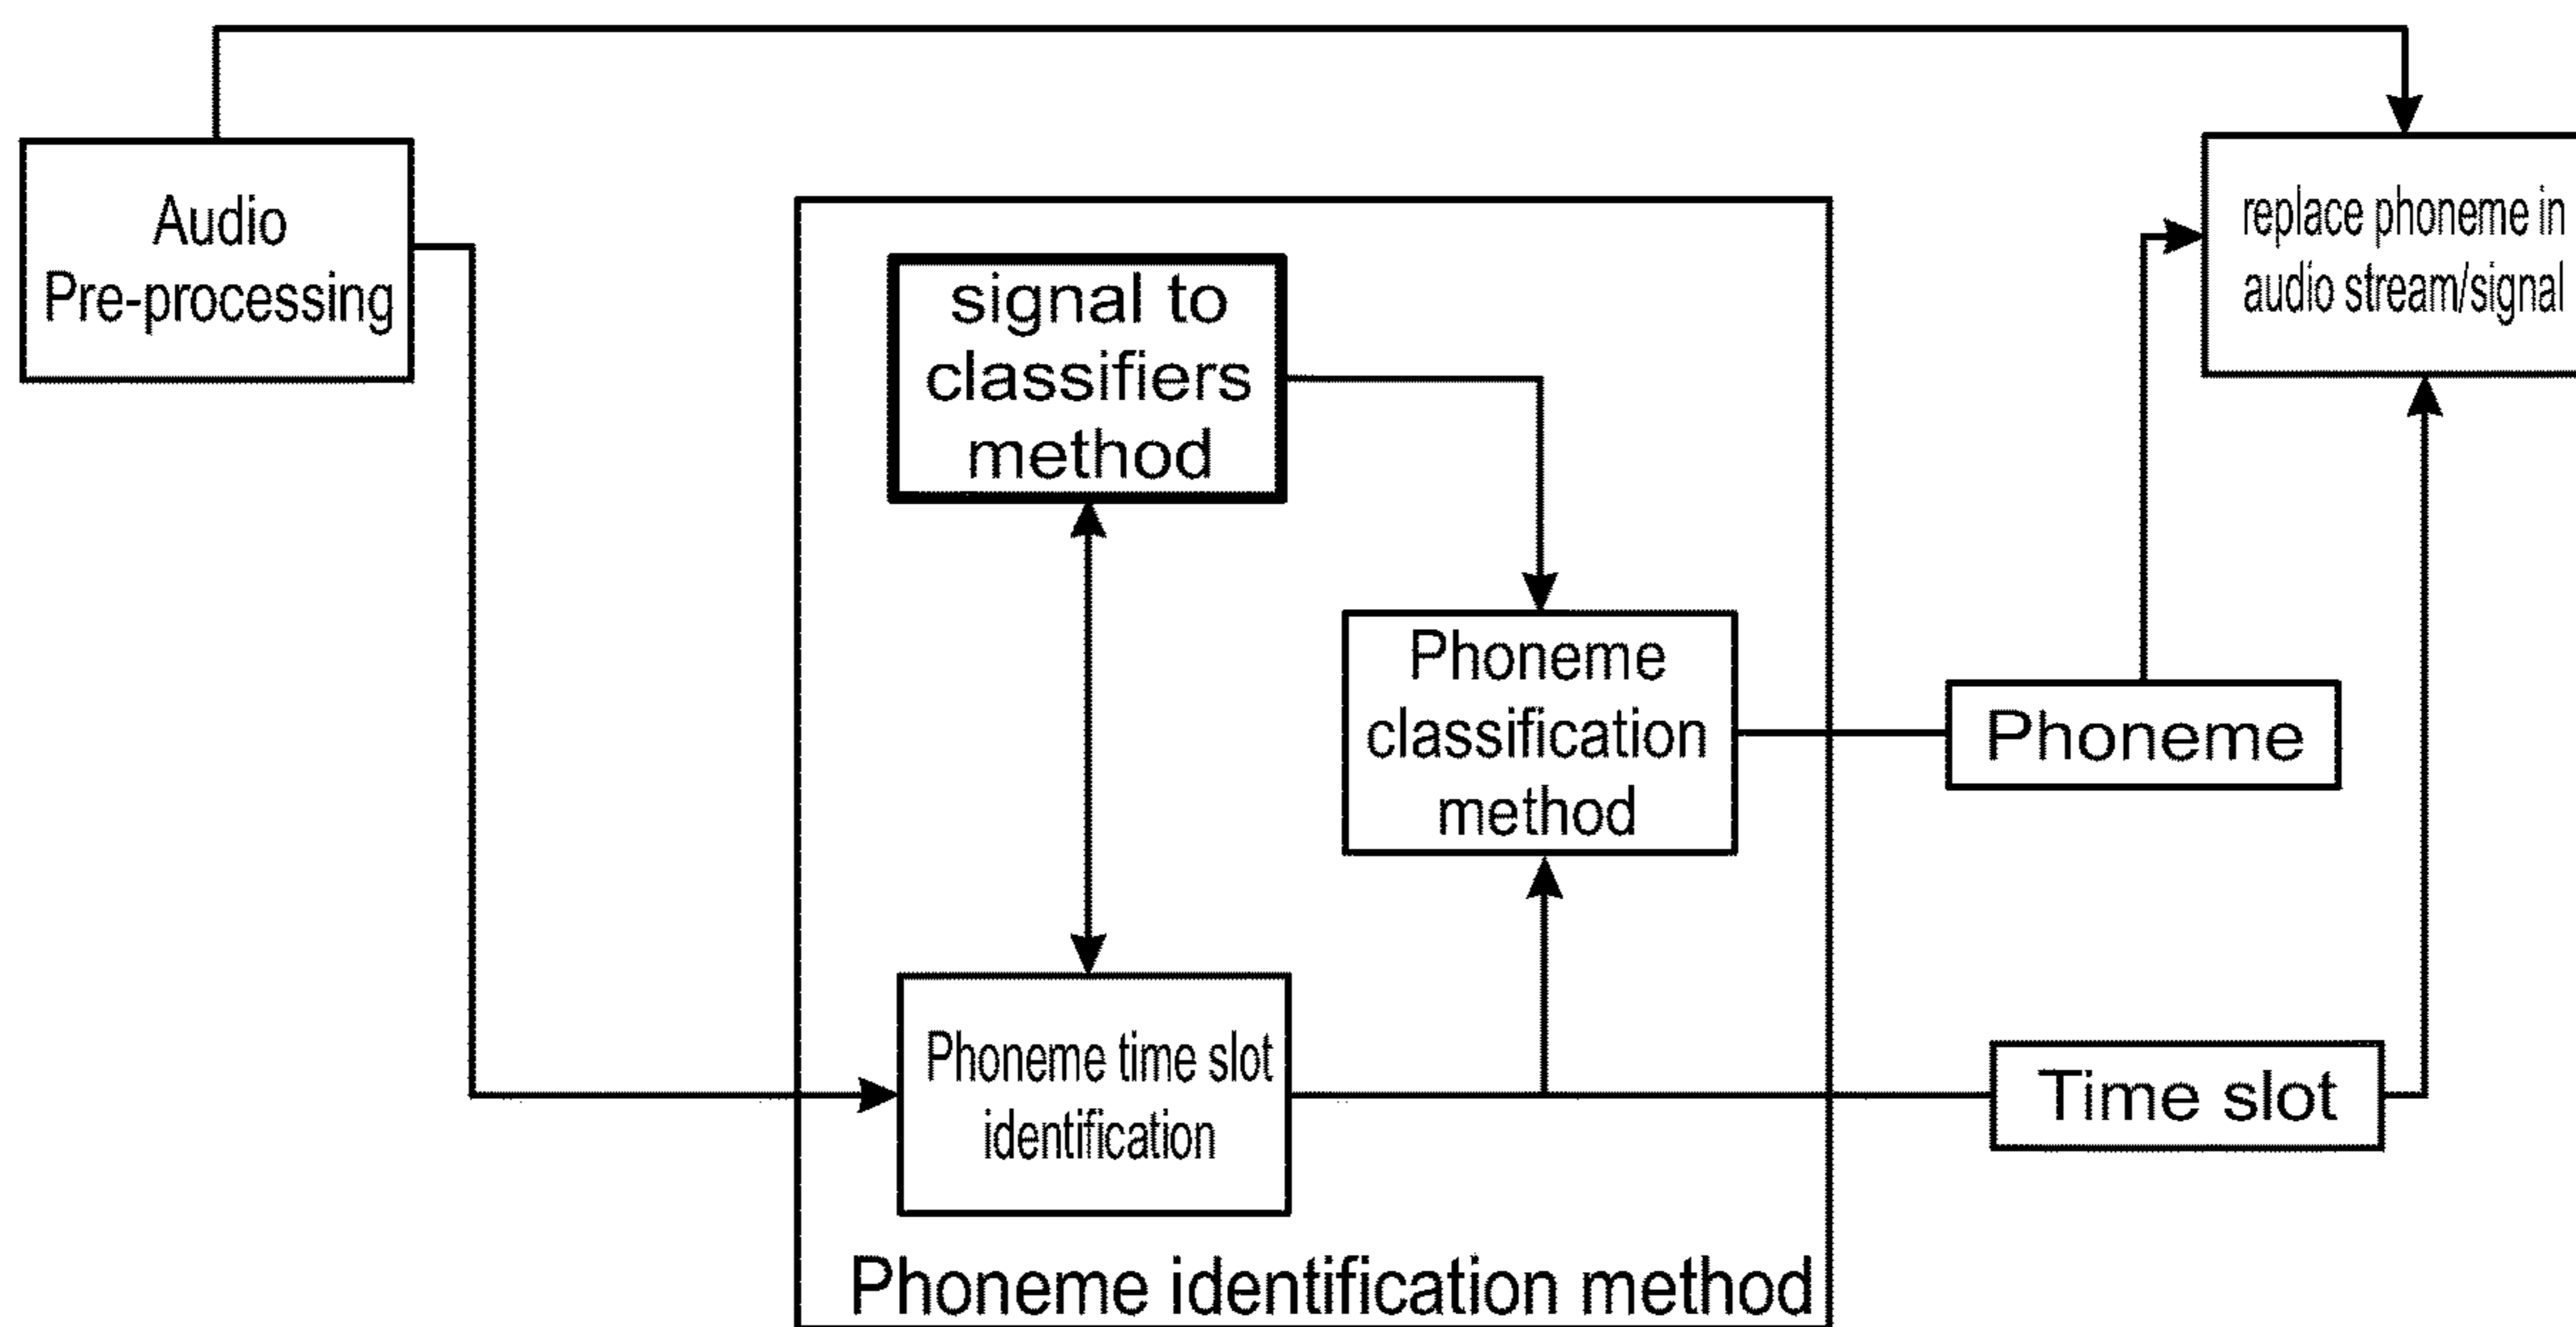 Audio
Pre-processing
replace phoneme in
audio stream/signal
signal to
classifiers
method
Phoneme
classification
method
Phoneme
Phoneme time slot
identification
Time slot
Phoneme identification method